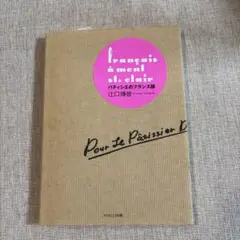 français
à ment
st. clair
パティシエのフランス語
辻口博啓
Pour Le Pâtissier